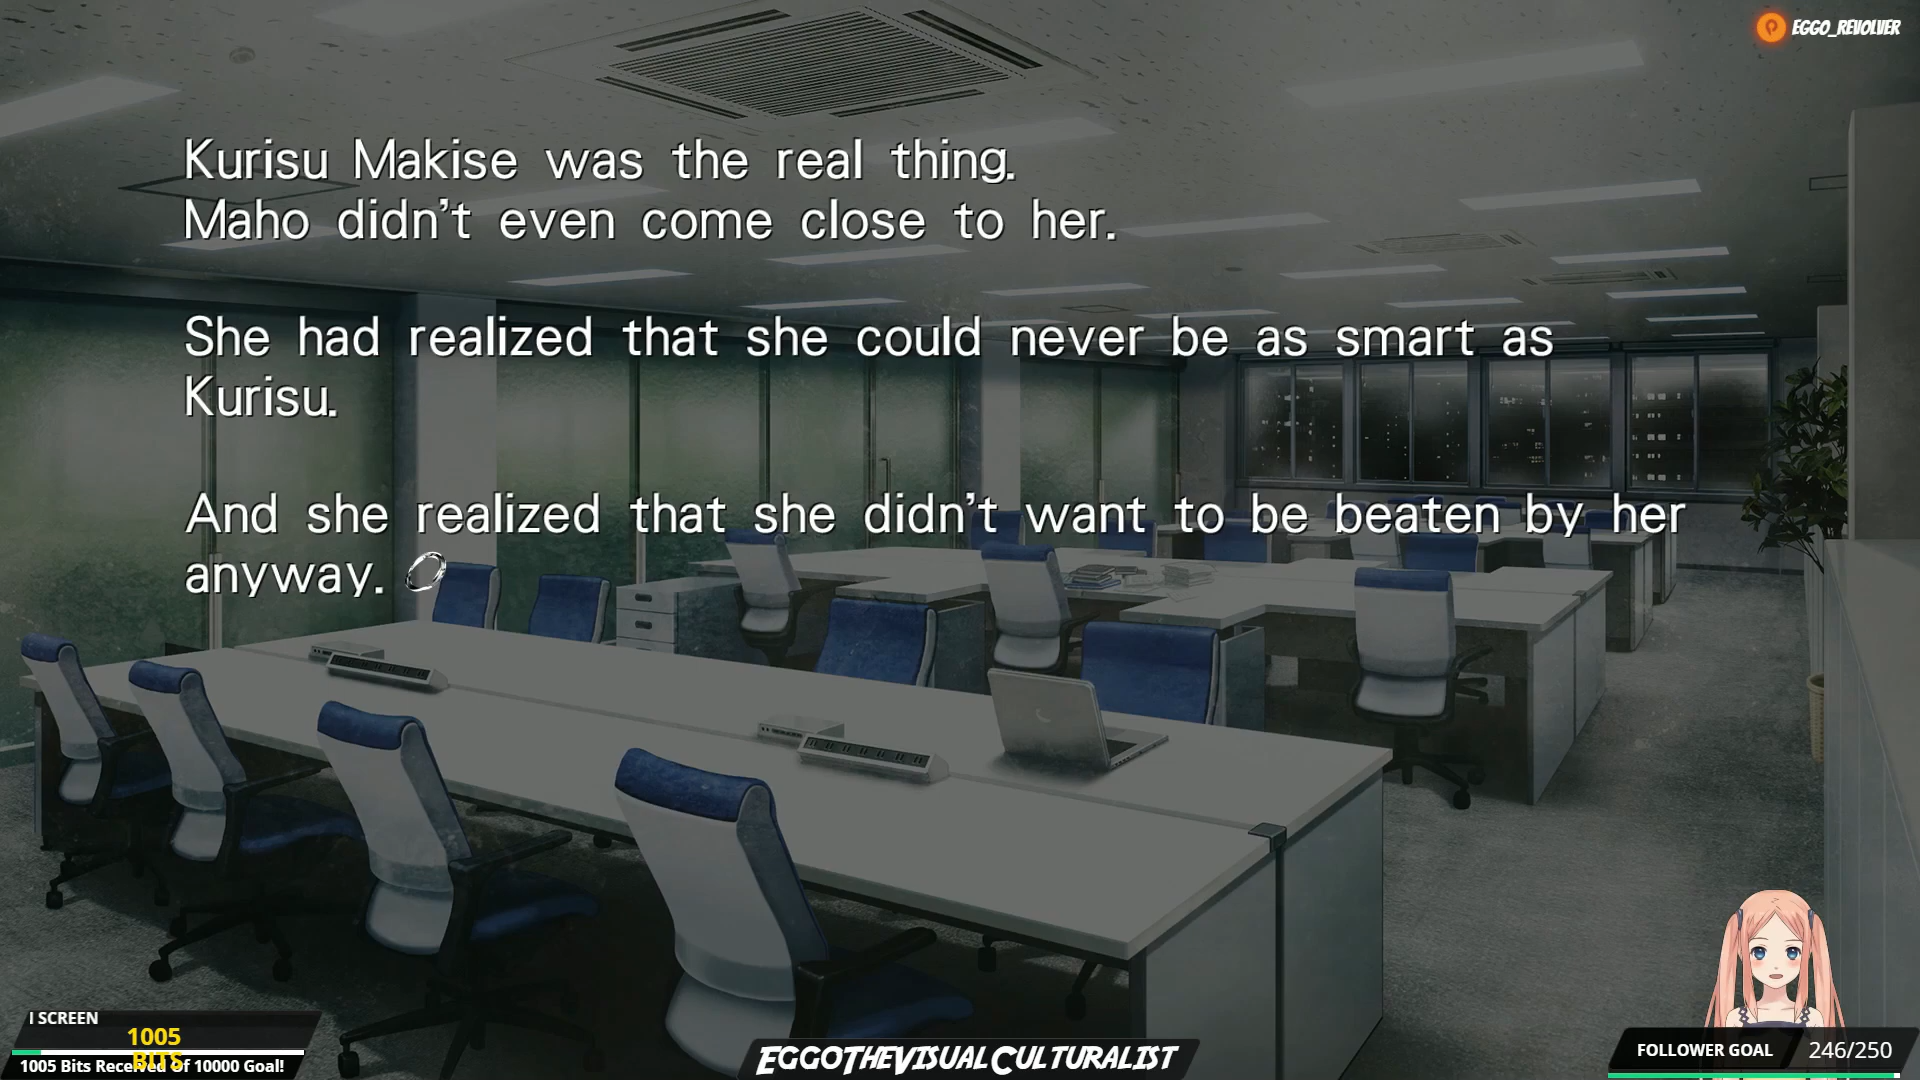 EGGO_REVOLVER
Kurisu Makise was the real thing.
Maho didn't even come close to her.
She had realized that she could never be as smart as
Kurisu.
And she realized that she didn't want to be beaten by her
anyway.
I SCREEN
1005
BITS
1005 Bits Received Of 10000 Goal!
EGGOTHEVISUALCULTURALIST
FOLLOWER GOAL 246/250